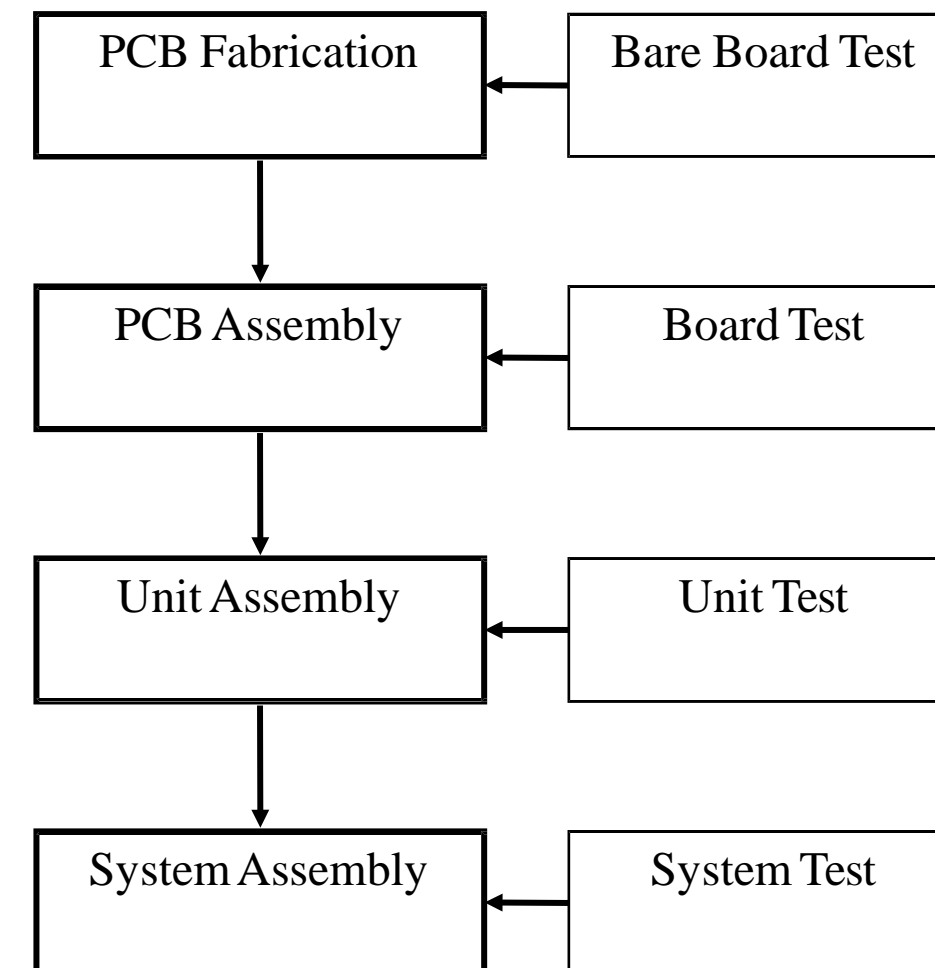 PCB Fabrication
Bare Board Test
PCB Assembly
Board Test
Unit Assembly
Unit Test
System Assembly
System Test